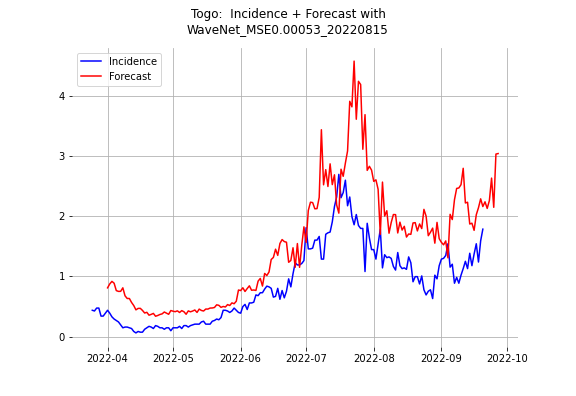 Togo:  Incidence + Forecast with
WaveNet_MSE0.00053_20220815
Incidence
Forecast
4
3
2
1
0
2022-04 2022-05 2022-06 2022-07 2022-08 2022-09 2022-10